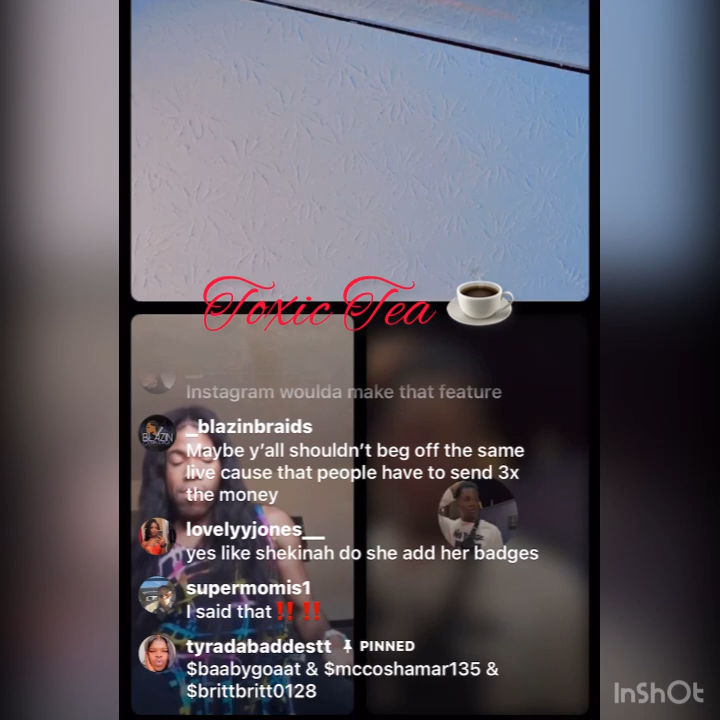 Toxic Tea
Instagram woulda make that feature
_blazinbraids
Maybe y’all shouldn’t beg off the same
live cause that people have to send 3x
the money
lovelyyjones__
yes like shekinah do she add her badges
supermomis1
I said that‼️‼️
tyradabaddestt PINNED
$baabygoaat & $mccoshamar135 &
$brittbritt0128
BLAZIN
InShOt